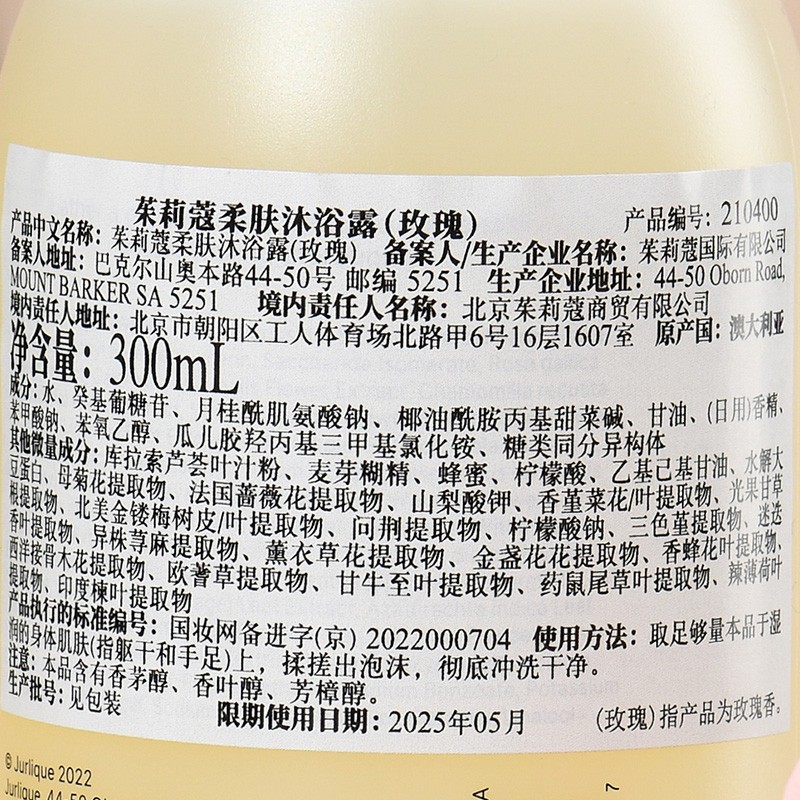 茱莉蔻柔肤沐浴露(玫瑰)
产品编号: 210400
产品中文名称: 茱莉蔻柔肤沐浴露(玫瑰) 备案人/生产企业名称: 茱莉蔻国际有限公司
备案人地址: 巴克尔山奥本路44-50号 邮编 5251 生产企业地址: 44-50 Oborn Road,
MOUNT BARKER SA 5251 境内责任人名称: 北京茱莉蔻商贸有限公司
境内责任人地址: 北京市朝阳区工人体育场北路甲6号16层1607室 原产国: 澳大利亚
净含量: 300mL
成分: 水、癸基葡糖苷、月桂酰肌氨酸钠、椰油酰胺丙基甜菜碱、甘油、(日用)香精、
苯甲酸钠、苯氧乙醇、瓜儿胶羟丙基三甲基氯化铵、糖类同分异构体
其他微量成分: 库拉索芦荟叶汁粉、麦芽糊精、蜂蜜、柠檬酸、乙基己基甘油、水解大
豆蛋白、母菊花提取物、法国蔷薇花提取物、山梨酸钾、香堇菜花/叶提取物、光果甘草
根提取物、北美金缕梅树皮/叶提取物、问荆提取物、柠檬酸钠、三色堇提取物、迷迭
香叶提取物、异株荨麻提取物、薰衣草花提取物、金盏花花提取物、香蜂花叶提取物、
西洋接骨木花提取物、欧蓍草提取物、甘牛至叶提取物、药鼠尾草叶提取物、辣薄荷叶
提取物、印度楝叶提取物
产品执行的标准编号: 国妆网备进字(京) 2022000704 使用方法: 取足够量本品于湿
润的身体肌肤(指躯干和手足)上，揉搓出泡沫，彻底冲洗干净。
注意: 本品含有香茅醇、香叶醇、芳樟醇。
生产批号: 见包装
限期使用日期: 2025年05月
(玫瑰)指产品为玫瑰香。
© Jurlique 2022
Jurlique, 44-50